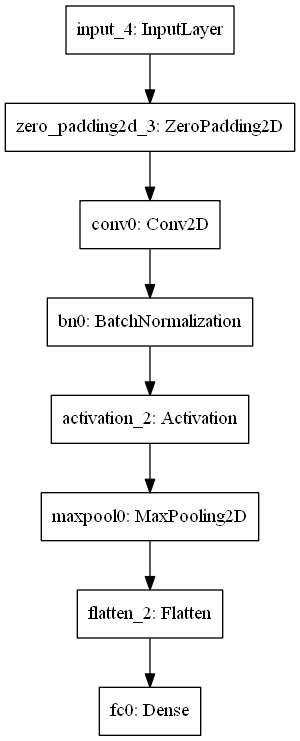 input_4: InputLayer
zero_padding2d_3: ZeroPadding2D
conv0: Conv2D
bn0: BatchNormalization
activation_2: Activation
maxpool0: MaxPooling2D
flatten_2: Flatten
fc0: Dense